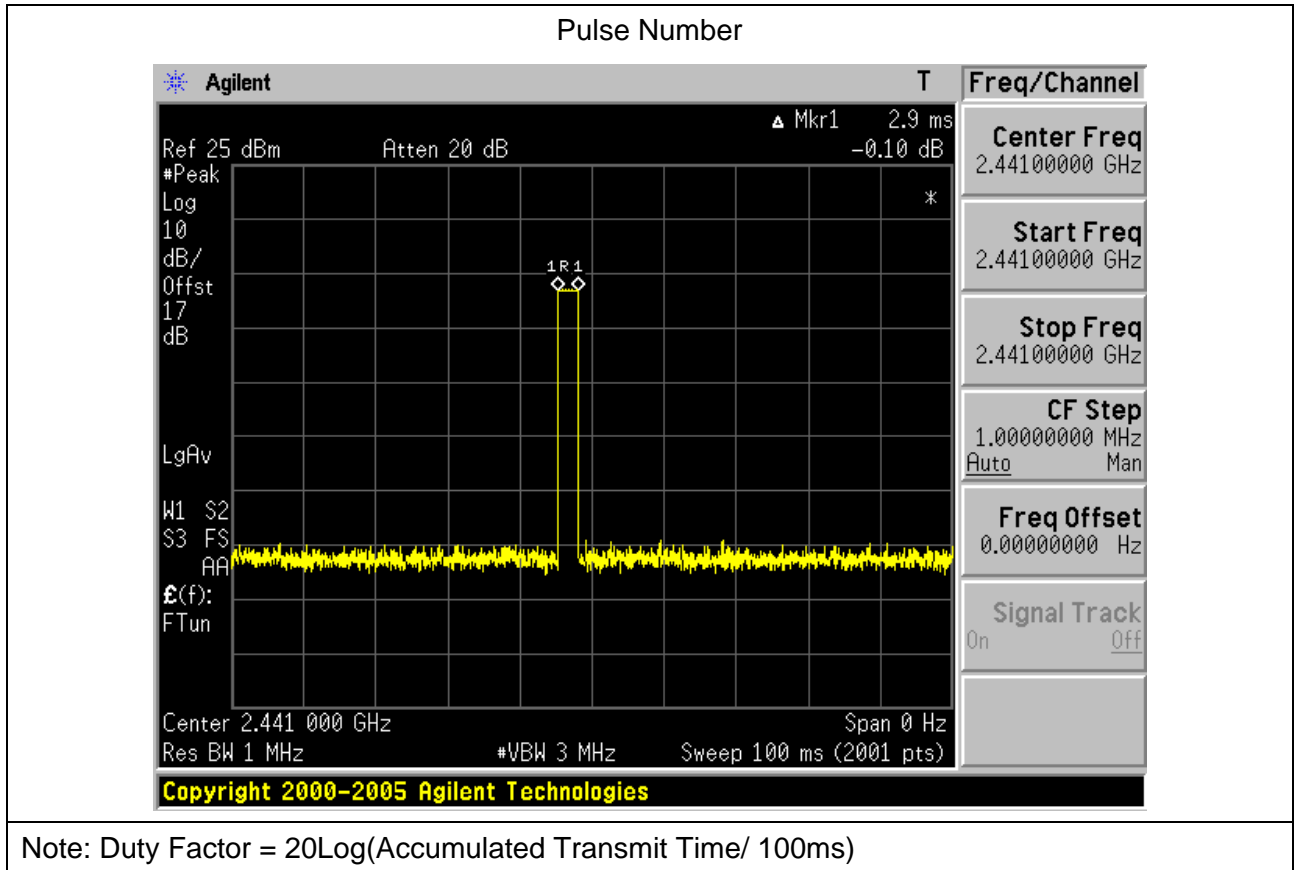 Pulse Number
Agilent T Freq/Channel
Δ Mkr1 2.9 ms
Ref 25 dBm Atten 20 dB -0.10 dB
#Peak
Log
10
dB/
Offst
17
dB
*
1R 1
LgAv
W1 S2
S3 FS
AA
£(f):
FTun
Center 2.441 000 GHz Span 0 Hz
Res BW 1 MHz #VBW 3 MHz Sweep 100 ms (2001 pts)
Center Freq
2.44100000 GHz
Start Freq
2.44100000 GHz
Stop Freq
2.44100000 GHz
CF Step
1.00000000 MHz
Auto Man
Freq Offset
0.00000000 Hz
Signal Track
On Off
Copyright 2000-2005 Agilent Technologies
Note: Duty Factor = 20Log(Accumulated Transmit Time/ 100ms)